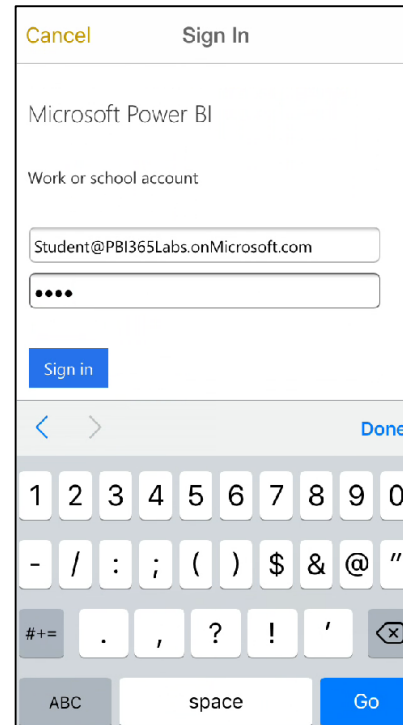 Cancel Sign In
Microsoft Power BI
Work or school account
Student@PBI365Labs.onMicrosoft.com
••••
Sign in
Done
1 2 3 4 5 6 7 8 9 0
- / : ; ( ) $ & @ "
#+= . , ? ! '
ABC space Go